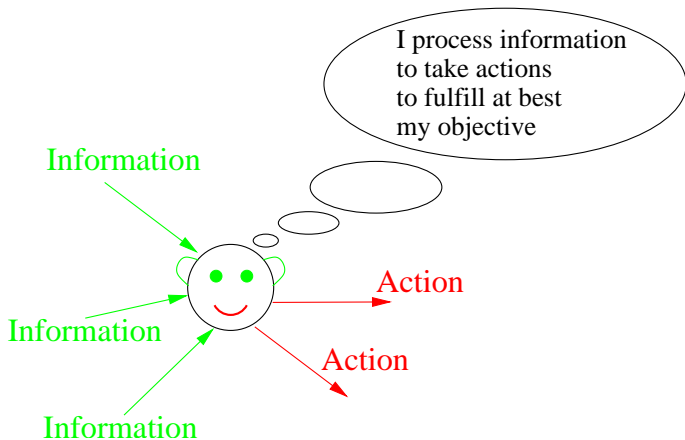 I process information
to take actions
to fulfill at best
my objective
Information
Action
Information
Action
Information